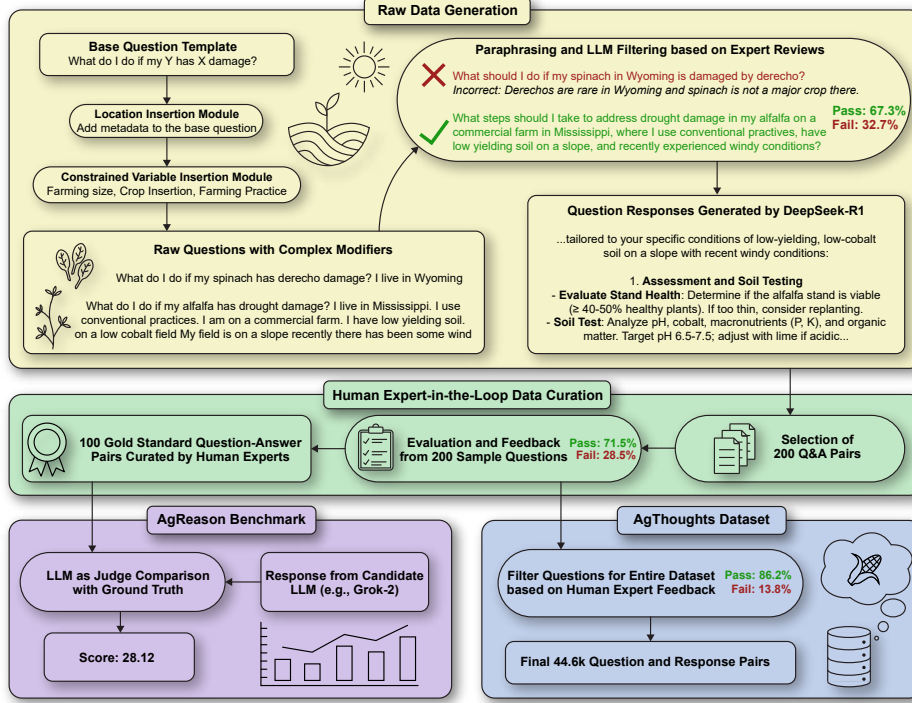 Raw Data Generation
Base Question Template
What do I do if my Y has X damage?
Location Insertion Module
Add metadata to the base question
Constrained Variable Insertion Module
Farming size, Crop Insertion, Farming Practice
Raw Questions with Complex Modifiers
What do I do if my spinach has derecho damage? I live in Wyoming
What do I do if my alfalfa has drought damage? I live in Mississippi. I use
conventional practices. I am on a commercial farm. I have low yielding soil.
on a low cobalt field My field is on a slope recently there has been some wind
Paraphrasing and LLM Filtering based on Expert Reviews
What should I do if my spinach in Wyoming is damaged by derecho?
Incorrect: Derechos are rare in Wyoming and spinach is not a major crop there.
What steps should I take to address drought damage in my alfalfa on a
commercial farm in Mississippi, where I use conventional practives, have
low yielding soil on a slope, and recently experienced windy conditions?
Pass: 67.3%
Fail: 32.7%
Question Responses Generated by DeepSeek-R1
...tailored to your specific conditions of low-yielding, low-cobalt
soil on a slope with recent windy conditions:
1. Assessment and Soil Testing
- Evaluate Stand Health: Determine if the alfalfa stand is viable
(≥ 40-50% healthy plants). If too thin, consider replanting.
- Soil Test: Analyze pH, cobalt, macronutrients (P, K), and organic
matter. Target pH 6.5-7.5; adjust with lime if acidic...
Human Expert-in-the-Loop Data Curation
100 Gold Standard Question-Answer
Pairs Curated by Human Experts
Evaluation and Feedback
from 200 Sample Questions
Pass: 71.5%
Fail: 28.5%
Selection of
200 Q&A Pairs
AgReason Benchmark
LLM as Judge Comparison
with Ground Truth
Response from Candidate
LLM (e.g., Grok-2)
Score: 28.12
AgThoughts Dataset
Filter Questions for Entire Dataset
based on Human Expert Feedback
Pass: 86.2%
Fail: 13.8%
Final 44.6k Question and Response Pairs